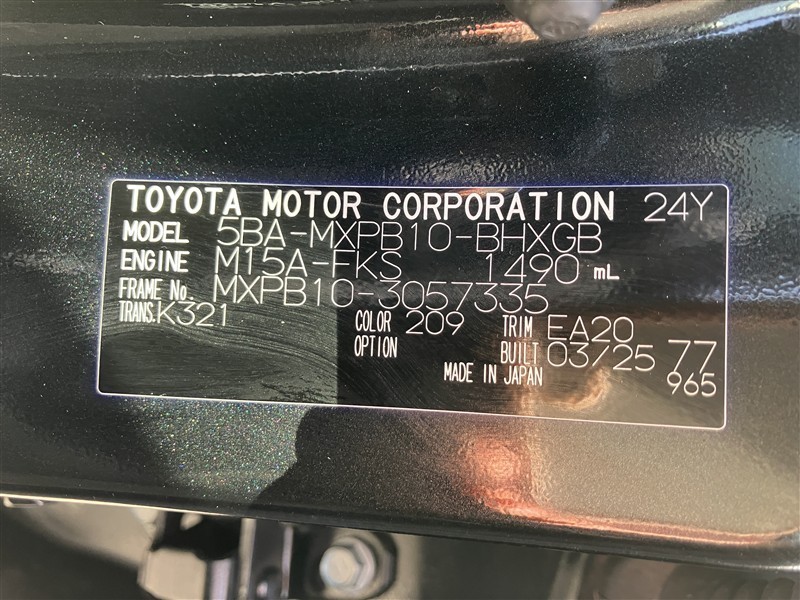 TOYOTA MOTOR CORPORATION 24Y
MODEL 5BA-MXPB10-BHXGB
ENGINE M15A-FKS 1490 mL
FRAME No. MXPB10-3057335
TRANS. K321 COLOR 209 TRIM EA20
OPTION BUILT 03/25 77
MADE IN JAPAN 965